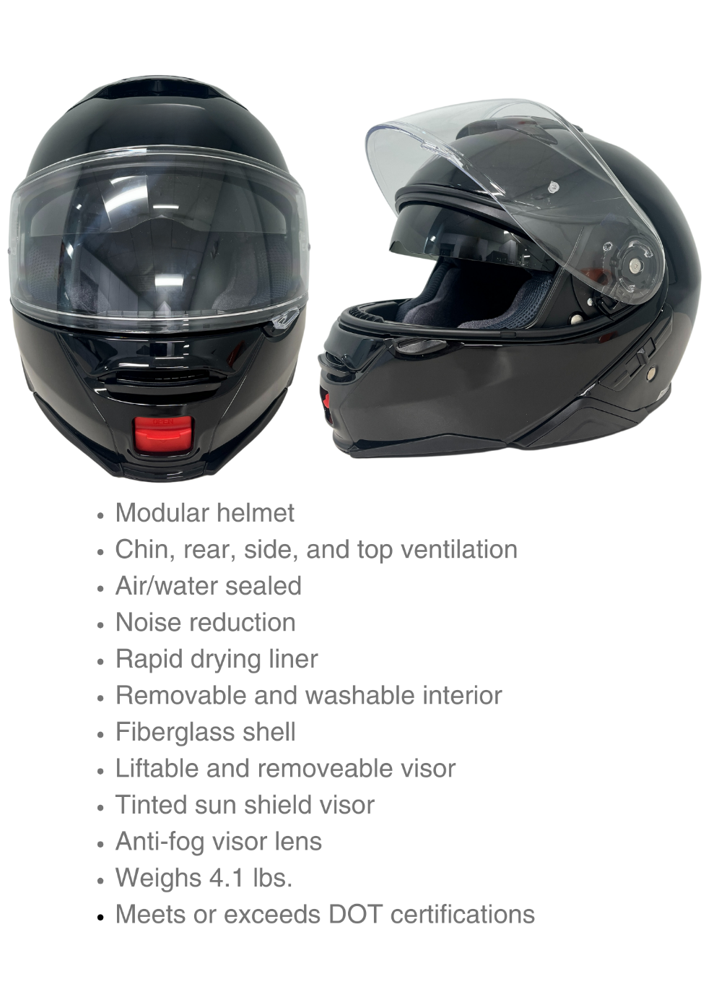 OPEN
Modular helmet
Chin, rear, side, and top ventilation
Air/water sealed
Noise reduction
Rapid drying liner
Removable and washable interior
Fiberglass shell
Liftable and removeable visor
Tinted sun shield visor
Anti-fog visor lens
Weighs 4.1 lbs.
Meets or exceeds DOT certifications